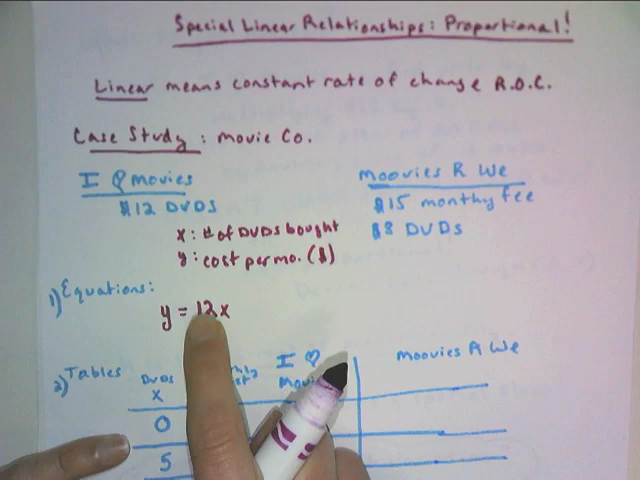 Special Linear Relationships: Proportional!
Linear means constant rate of change R.O.C.
Case Study: Movie Co.
I ♡ movies
$12 DVDs
Moovies R We
$15 monthly fee
$8 DVDs
x: # of DVDs bought
y: cost per mo. ($)
1) Equations:
y = 12x
2) Tables
DVDs
x
I ♡
Moovies R We
0
5